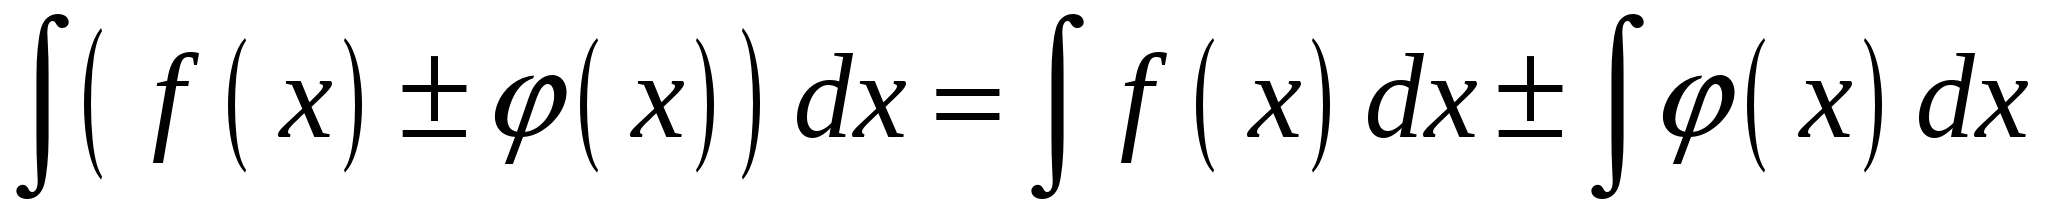 ∫( f ( x ) ± φ( x ) ) dx = ∫ f ( x ) dx ± ∫ φ( x ) dx